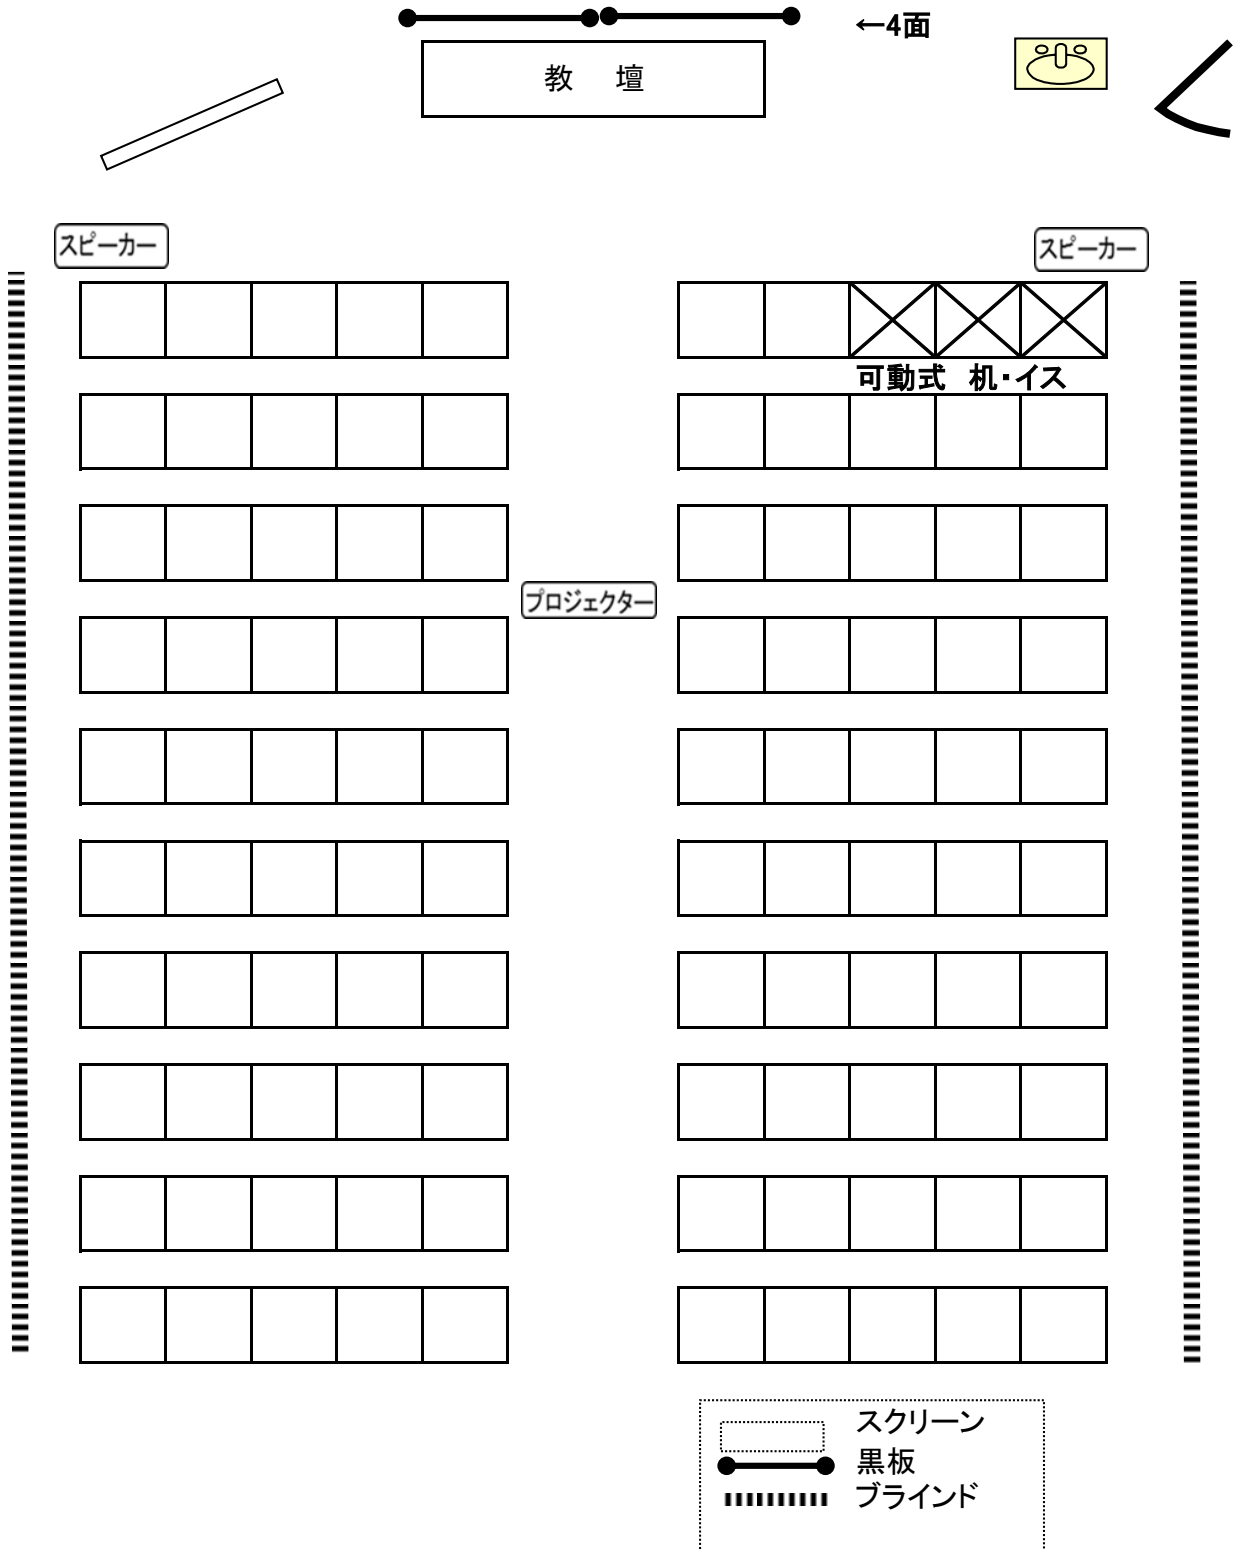 ←4面
教　壇
スピーカー
スピーカー
可動式　机・イス
プロジェクター
スクリーン
黒板
ブラインド